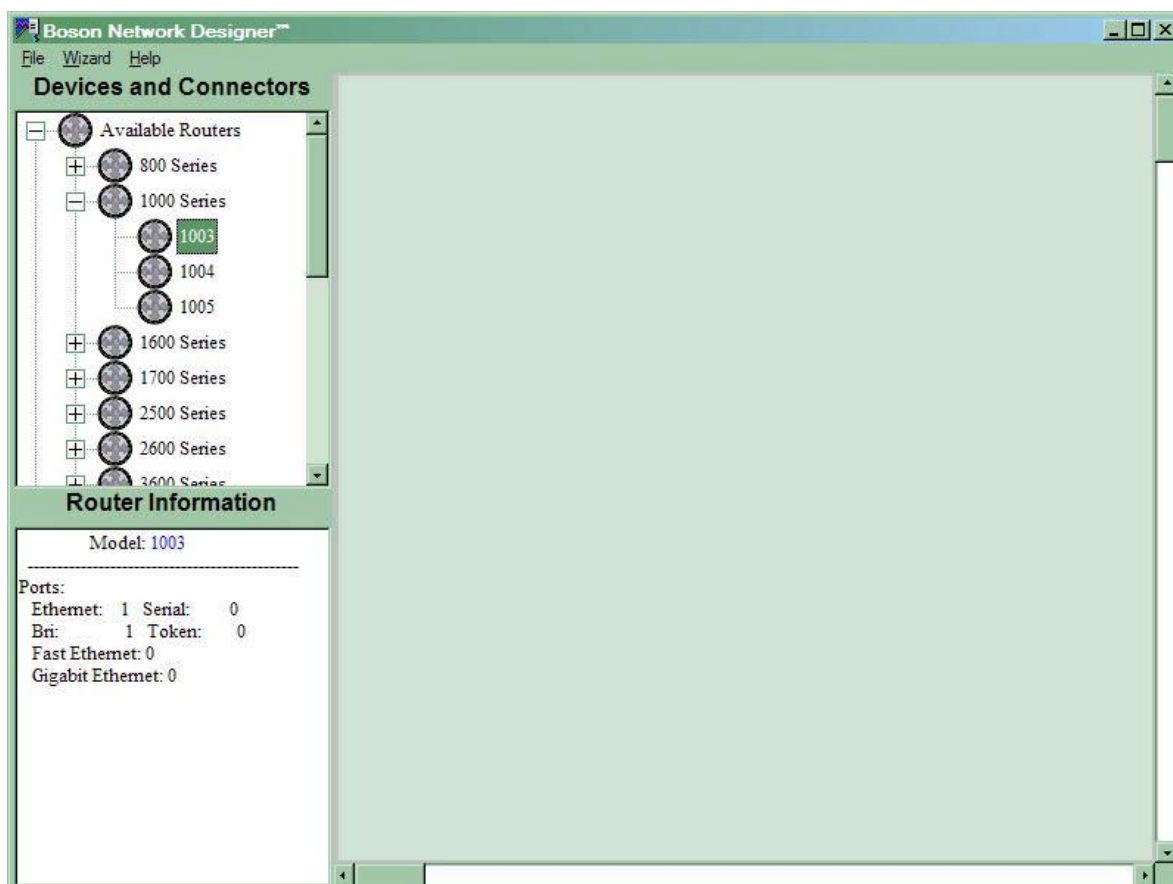 Boson Network Designer™
File Wizard Help
Devices and Connectors
Available Routers
800 Series
1000 Series
1003
1004
1005
1600 Series
1700 Series
2500 Series
2600 Series
3600 Series
Router Information
Model: 1003
---------------------------------------------
Ports:
Ethernet: 1 Serial: 0
Bri: 1 Token: 0
Fast Ethernet: 0
Gigabit Ethernet: 0